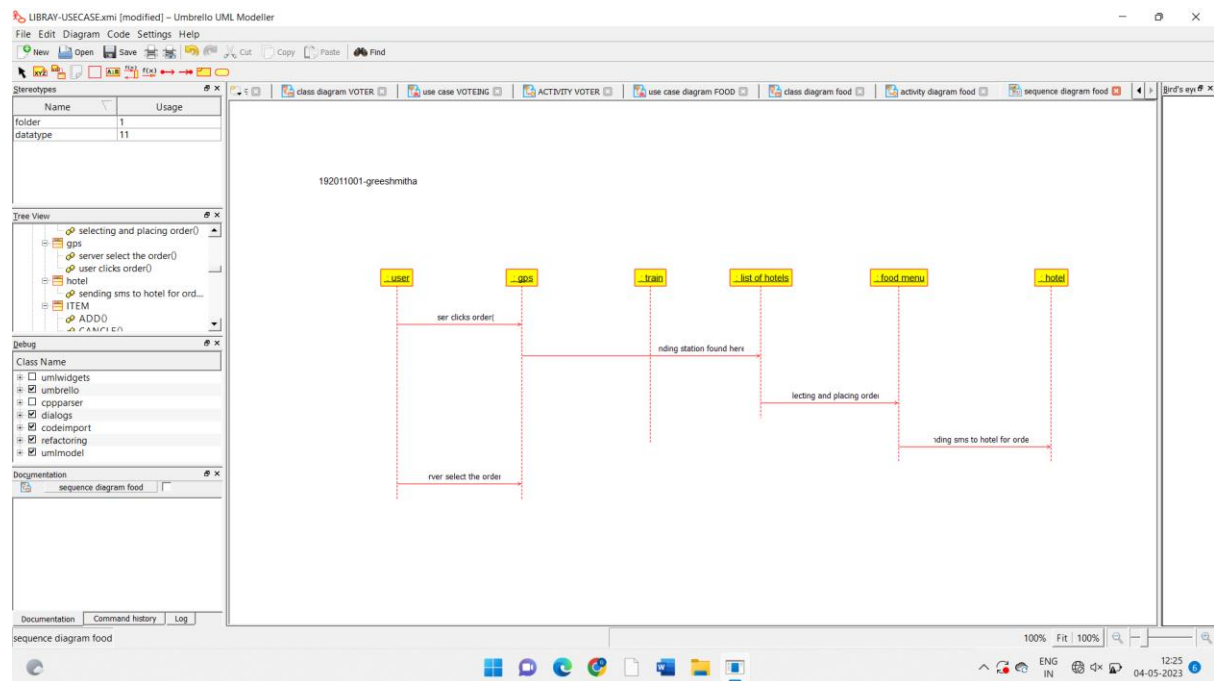 LIBRAY-USECASE.xmi [modified] – Umbrello UML Modeller
File Edit Diagram Code Settings Help
New Open Save Cut Copy Paste Find
Stereotypes
Name Usage
folder 1
datatype 11
Tree View
selecting and placing order()
gps
server select the order()
user clicks order()
hotel
sending sms to hotel for ord...
ITEM
ADD()
CANCLE()
Debug
Class Name
umlwidgets
umbrello
cppparser
dialogs
codeimport
refactoring
umlmodel
Documentation
sequence diagram food
Documentation Command history Log
sequence diagram food
class diagram VOTER use case VOTEING ACTIVITY VOTER use case diagram FOOD class diagram food activity diagram food sequence diagram food
Bird's eye
192011001-greeshmitha
: user : gps : train : list of hotels : food menu : hotel
ser clicks order(
nding station found here
lecting and placing order
nding sms to hotel for orde
rver select the order
100% Fit 100%
ENG
IN
12:25
04-05-2023
6